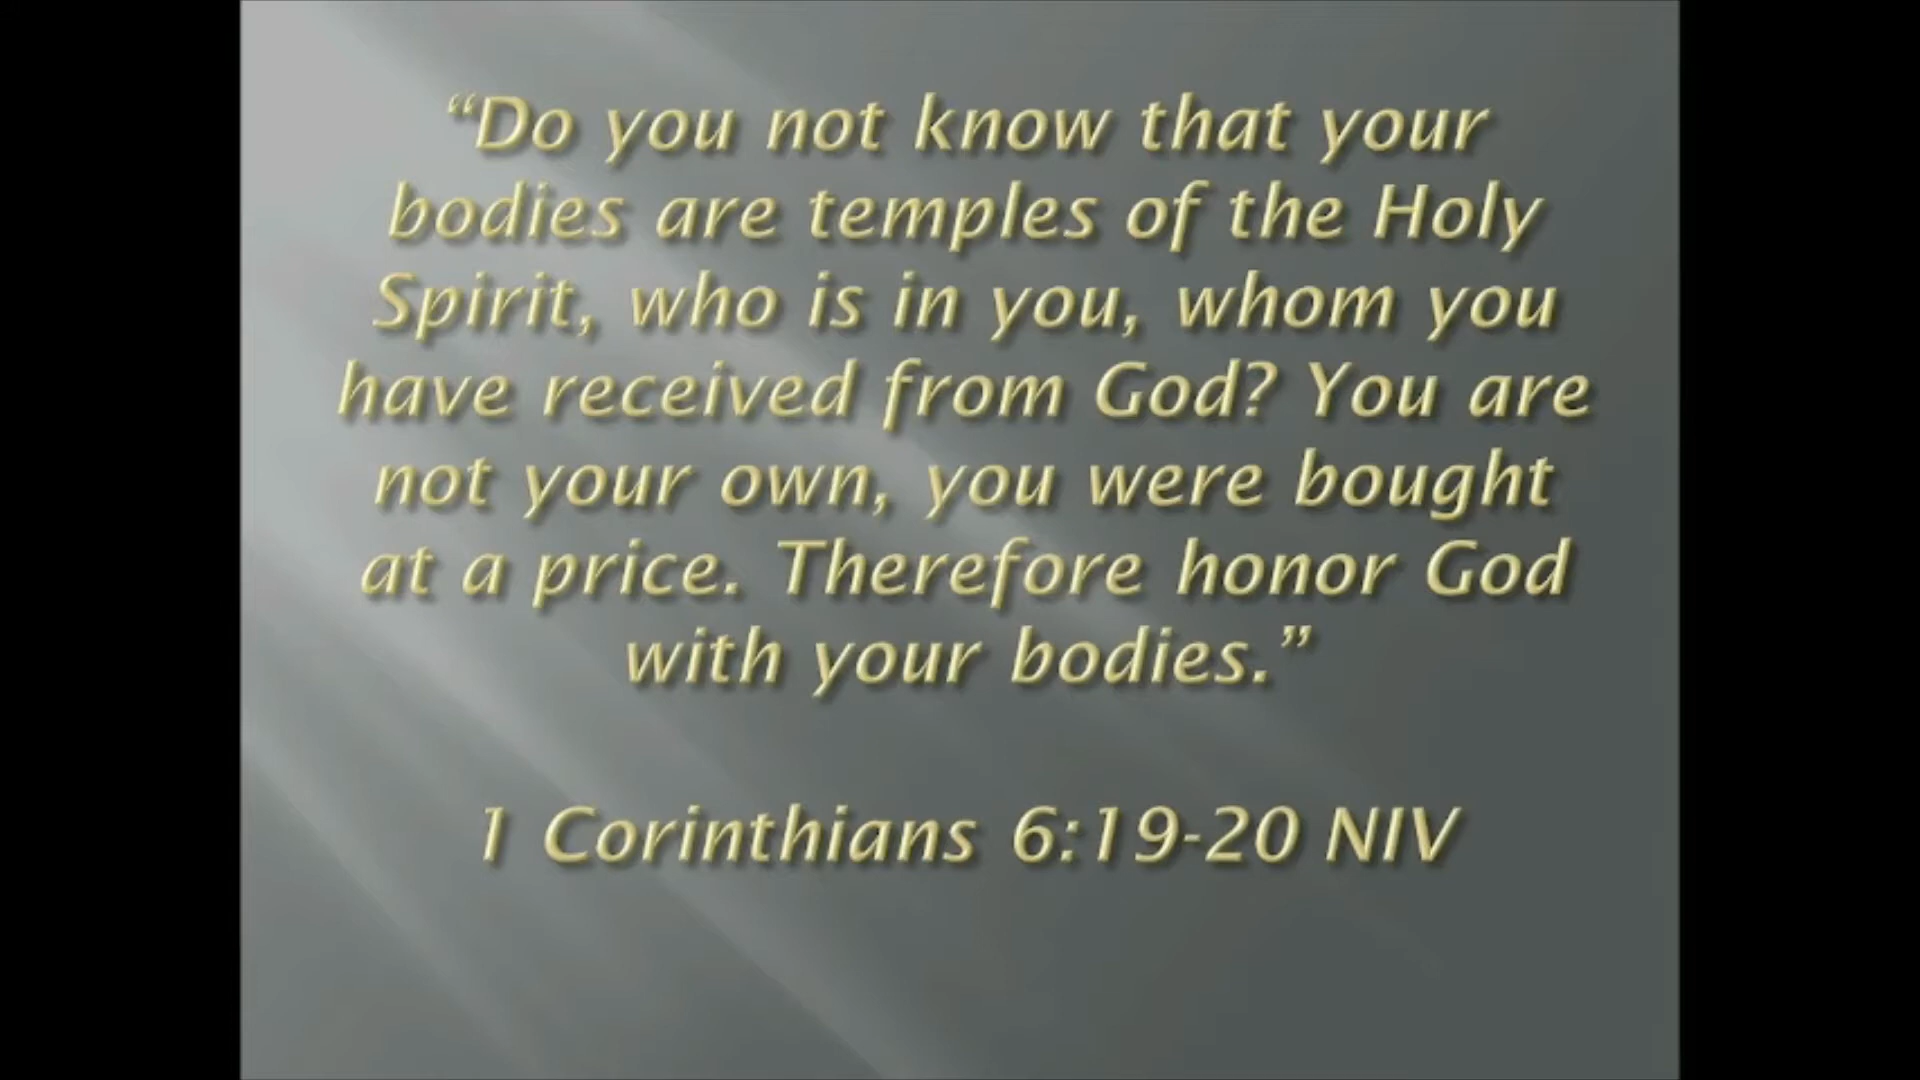 “Do you not know that your
bodies are temples of the Holy
Spirit, who is in you, whom you
have received from God? You are
not your own, you were bought
at a price. Therefore honor God
with your bodies.”
1 Corinthians 6:19-20 NIV